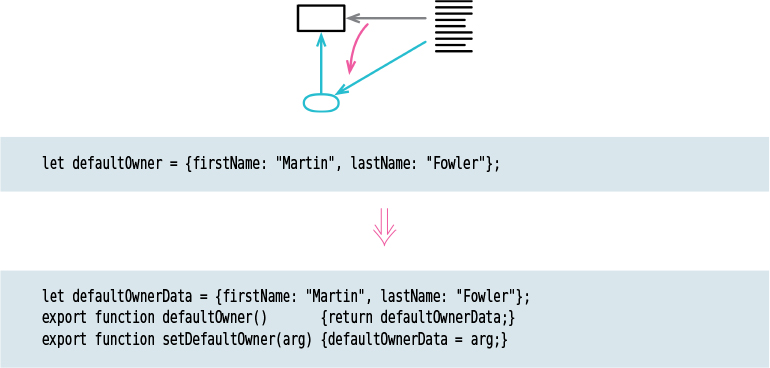 let defaultOwner = {firstName: "Martin", lastName: "Fowler"};
let defaultOwnerData = {firstName: "Martin", lastName: "Fowler"};
export function defaultOwner()       {return defaultOwnerData;}
export function setDefaultOwner(arg) {defaultOwnerData = arg;}